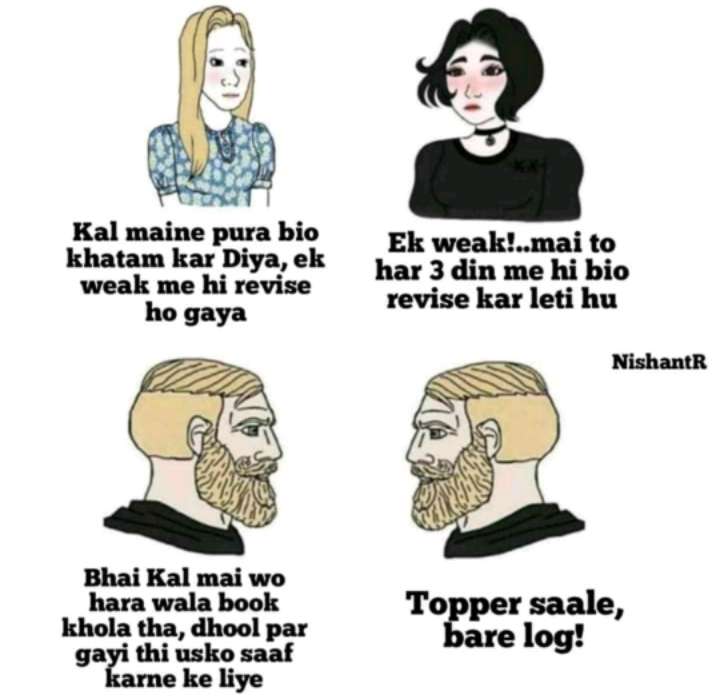 Kal maine pura bio
khatam kar Diya, ek
weak me hi revise
ho gaya
Ek weak!..mai to
har 3 din me hi bio
revise kar leti hu
NishantR
Bhai Kal mai wo
hara wala book
khola tha, dhool par
gayi thi usko saaf
karne ke liye
Topper saale,
bare log!